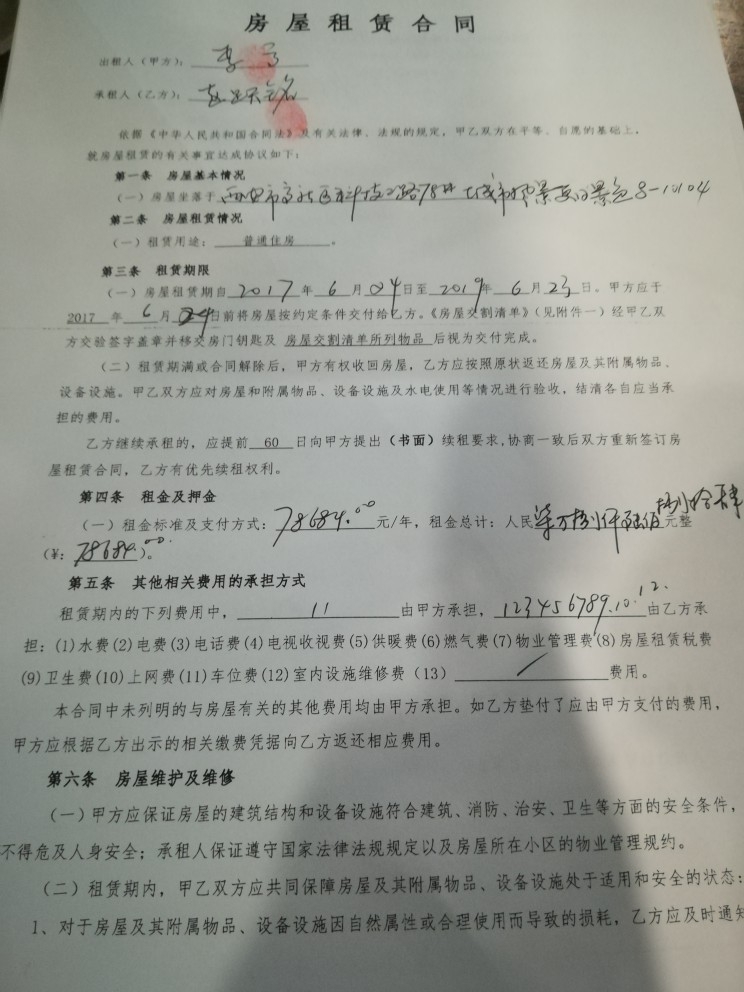 房屋租赁合同
出租人（甲方）：李
承租人（乙方）：
依据《中华人民共和国合同法》及有关法律、法规的规定，甲乙双方在平等、自愿的基础上，
就房屋租赁的有关事宜达成协议如下：
第一条 房屋基本情况
（一）房屋坐落于西安市高新区科技二路78号 城市风景 8-10104
第二条 房屋租赁情况
（一）租赁用途：普通住房。
第三条 租赁期限
（一）房屋租赁期自2017年6月24日至2019年6月23日。甲方应于
2017年6月24日前将房屋按约定条件交付给乙方。《房屋交割清单》（见附件一）经甲乙双
方交验签字盖章并移交房门钥匙及房屋交割清单所列物品后视为交付完成。
（二）租赁期满或合同解除后，甲方有权收回房屋，乙方应按照原状返还房屋及其附属物品、
设备设施。甲乙双方应对房屋和附属物品、设备设施及水电使用等情况进行验收，结清各自应当承
担的费用。
乙方继续承租的，应提前60日向甲方提出（书面）续租要求,协商一致后双方重新签订房
屋租赁合同，乙方有优先续租权利。
第四条 租金及押金
（一）租金标准及支付方式：78684.00元/年，租金总计：人民柒万捌仟陆佰捌拾肆元整
（¥：78684.00）。
第五条 其他相关费用的承担方式
租赁期内的下列费用中，11由甲方承担，123456789.10.12.由乙方承
担：(1)水费(2)电费(3)电话费(4)电视收视费(5)供暖费(6)燃气费(7)物业管理费(8)房屋租赁税费
(9)卫生费(10)上网费(11)车位费(12)室内设施维修费（13）/费用。
本合同中未列明的与房屋有关的其他费用均由甲方承担。如乙方垫付了应由甲方支付的费用，
甲方应根据乙方出示的相关缴费凭据向乙方返还相应费用。
第六条 房屋维护及维修
（一）甲方应保证房屋的建筑结构和设备设施符合建筑、消防、治安、卫生等方面的安全条件，
不得危及人身安全；承租人保证遵守国家法律法规规定以及房屋所在小区的物业管理规约。
（二）租赁期内，甲乙双方应共同保障房屋及其附属物品、设备设施处于适用和安全的状态：
1、对于房屋及其附属物品、设备设施因自然属性或合理使用而导致的损耗，乙方应及时通知